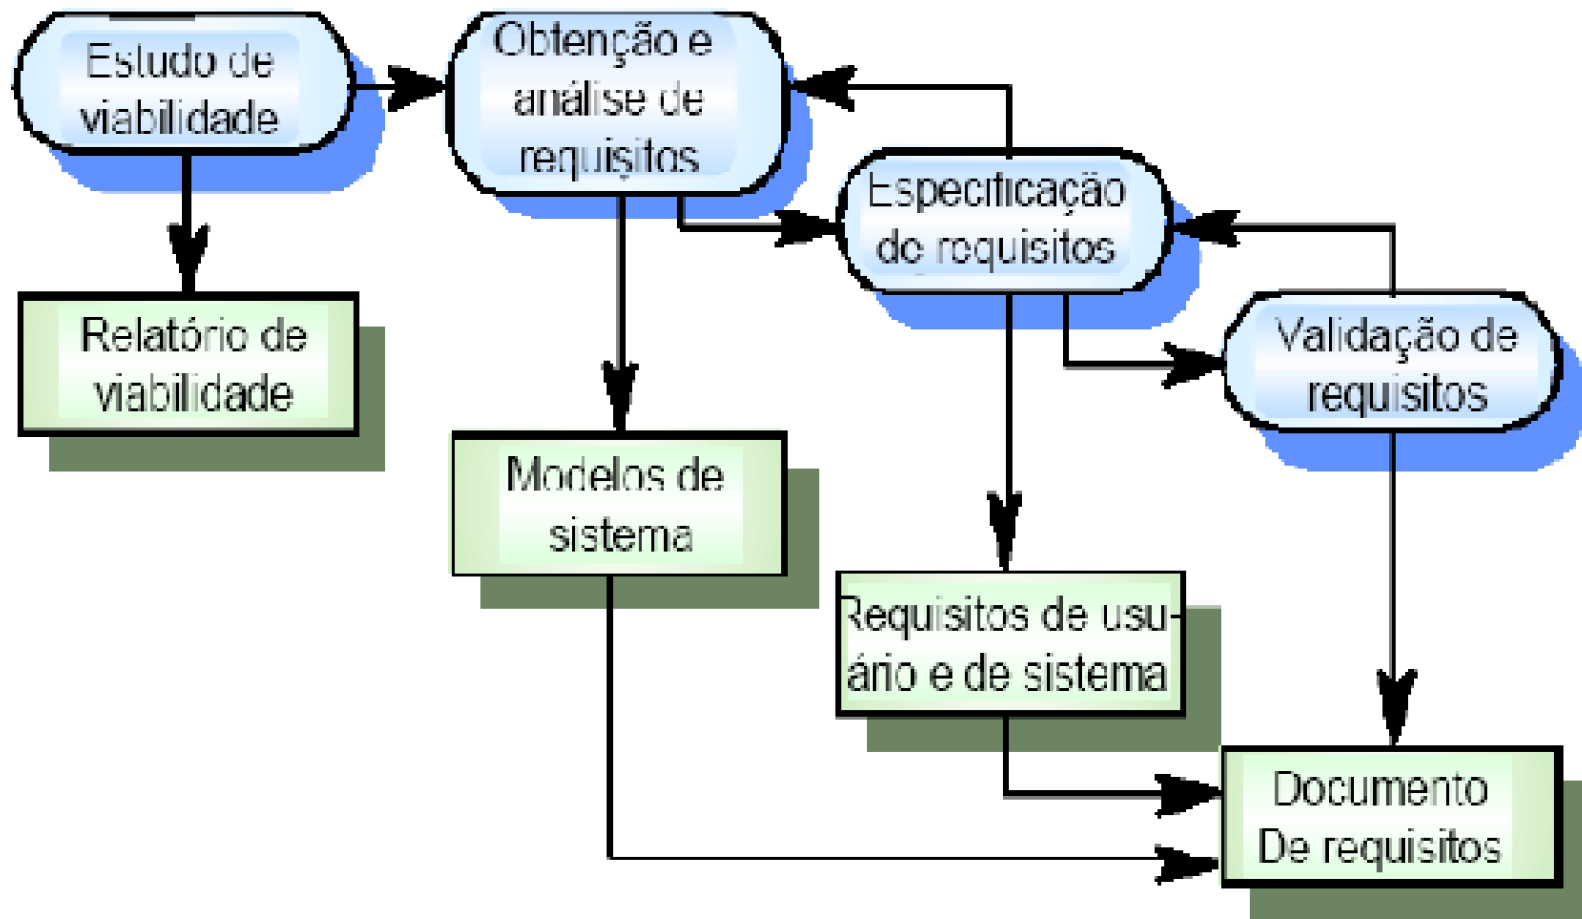 Estudo de
viabilidade
Obtenção e
análise de
requisitos
Especificação
de requisitos
Validação de
requisitos
Relatório de
viabilidade
Modelos de
sistema
Requisitos de usu-
ário e de sistema
Documento
De requisitos